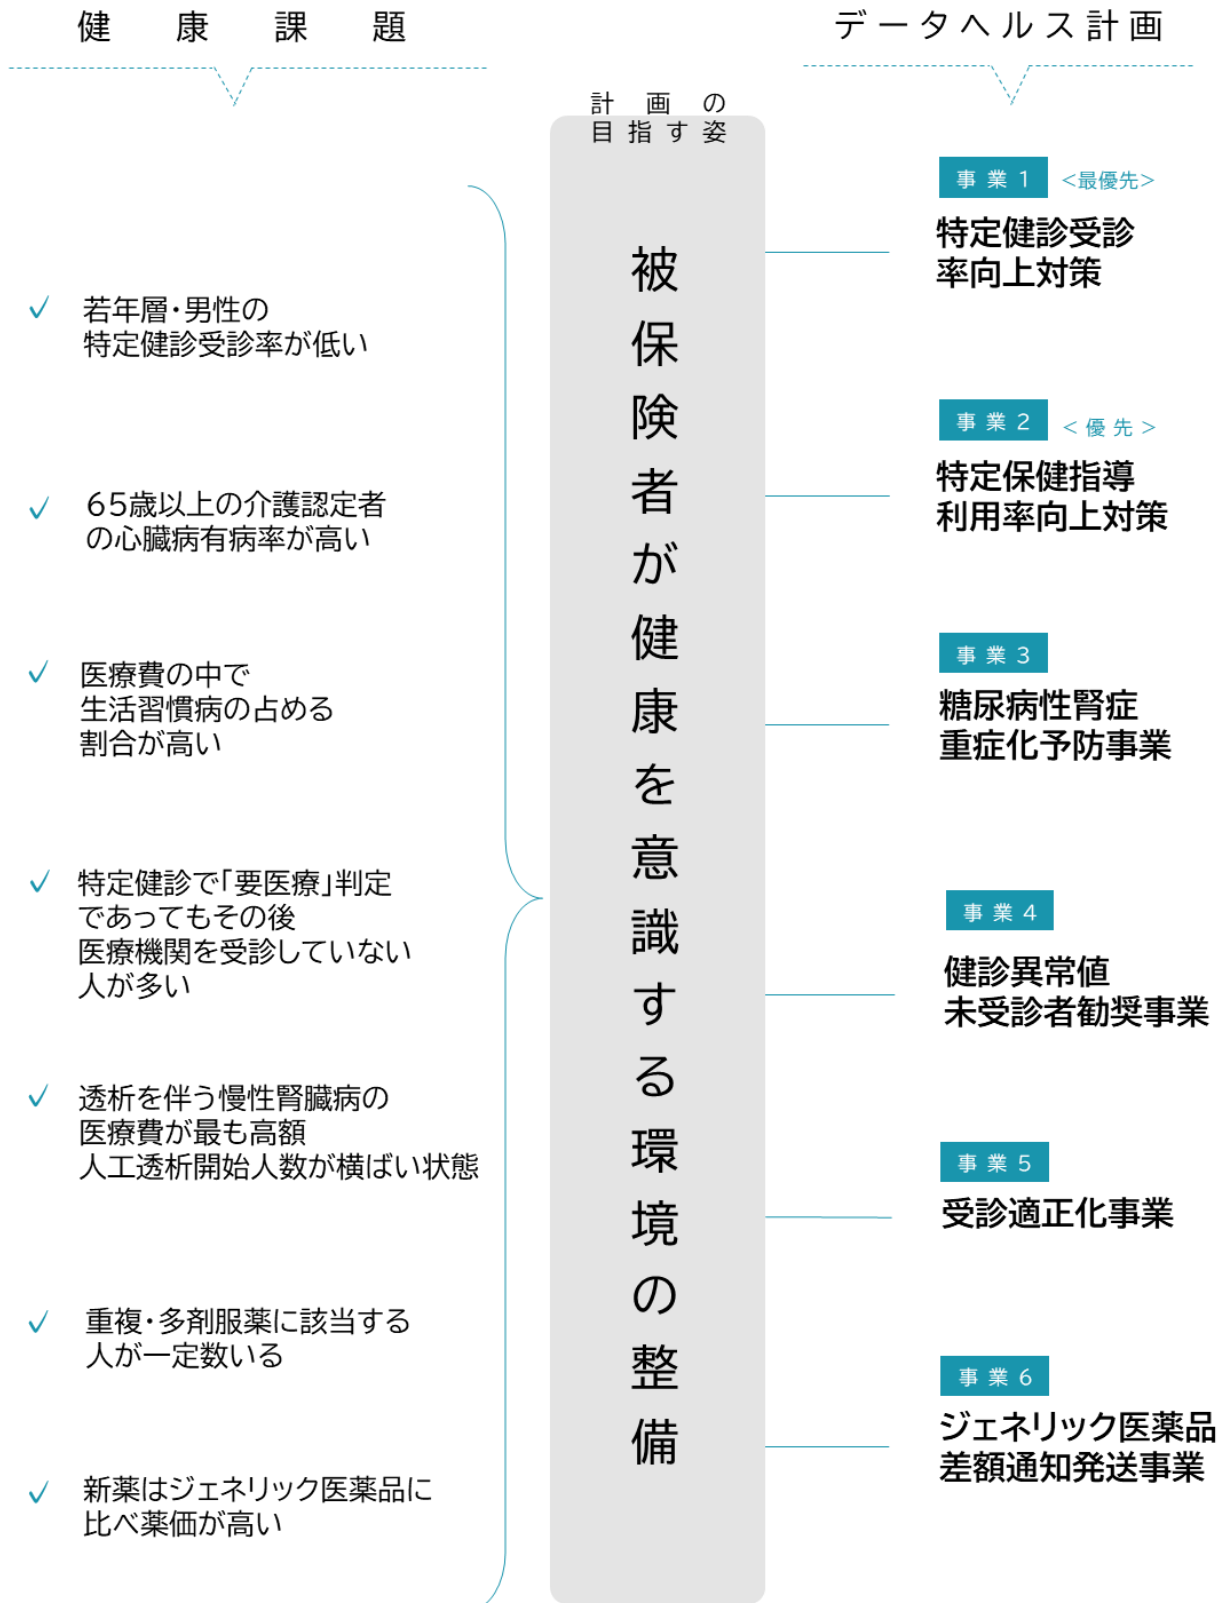 健康課題
若年層・男性の
特定健診受診率が低い
65歳以上の介護認定者
の心臓病有病率が高い
医療費の中で
生活習慣病の占める
割合が高い
特定健診で「要医療」判定
であってもその後
医療機関を受診していない
人が多い
透析を伴う慢性腎臓病の
医療費が最も高額
人工透析開始人数が横ばい状態
重複・多剤服薬に該当する
人が一定数いる
新薬はジェネリック医薬品に
比べ薬価が高い
計画の
目指す姿
被保険者が健康を意識する環境の整備
データヘルス計画
事業1 <最優先>
特定健診受診
率向上対策
事業2 <優先>
特定保健指導
利用率向上対策
事業3
糖尿病性腎症
重症化予防事業
事業4
健診異常値
未受診者勧奨事業
事業5
受診適正化事業
事業6
ジェネリック医薬品
差額通知発送事業